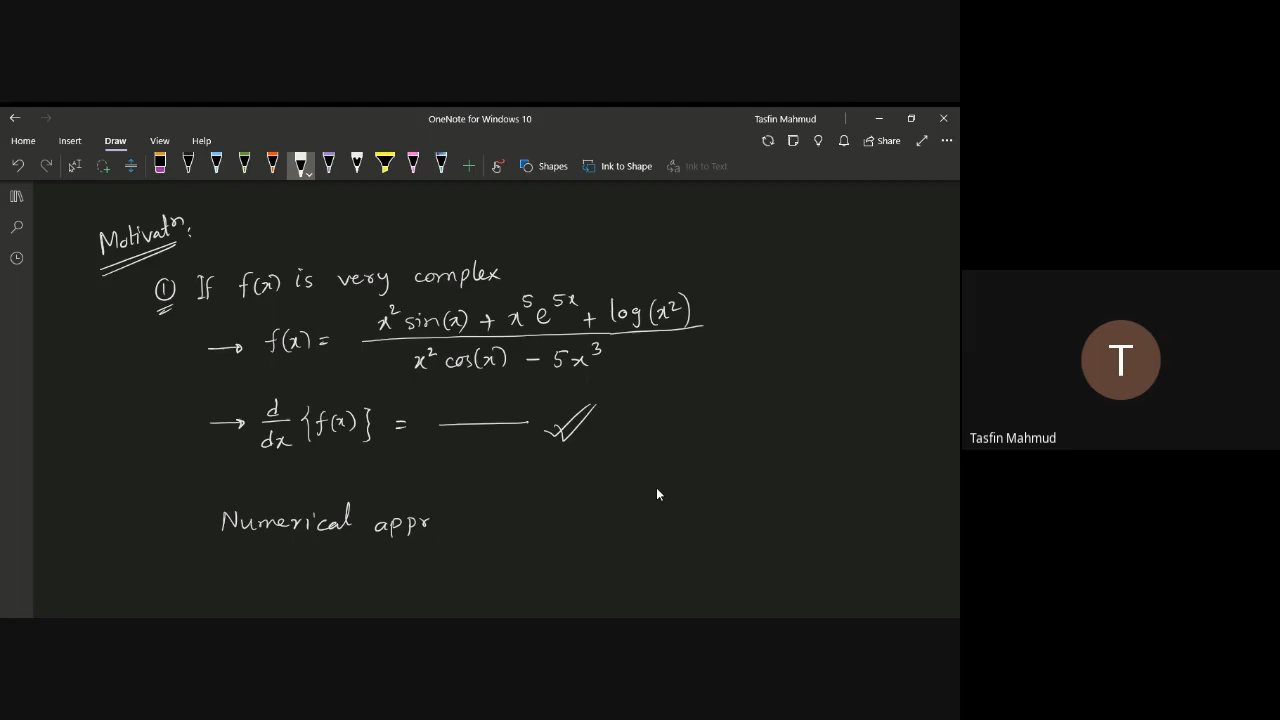 OneNote for Windows 10
Tasfin Mahmud
Home Insert Draw View Help
Share
Shapes Ink to Shape Ink to Text
Motivatn:
① If f(x) is very complex
→ f(x) = x² sin(x) + x⁵ e⁵ˣ + log(x²)
x² cos(x) - 5x³
→ d/dx {f(x)} = ——— ✓
Numerical appr
T
Tasfin Mahmud